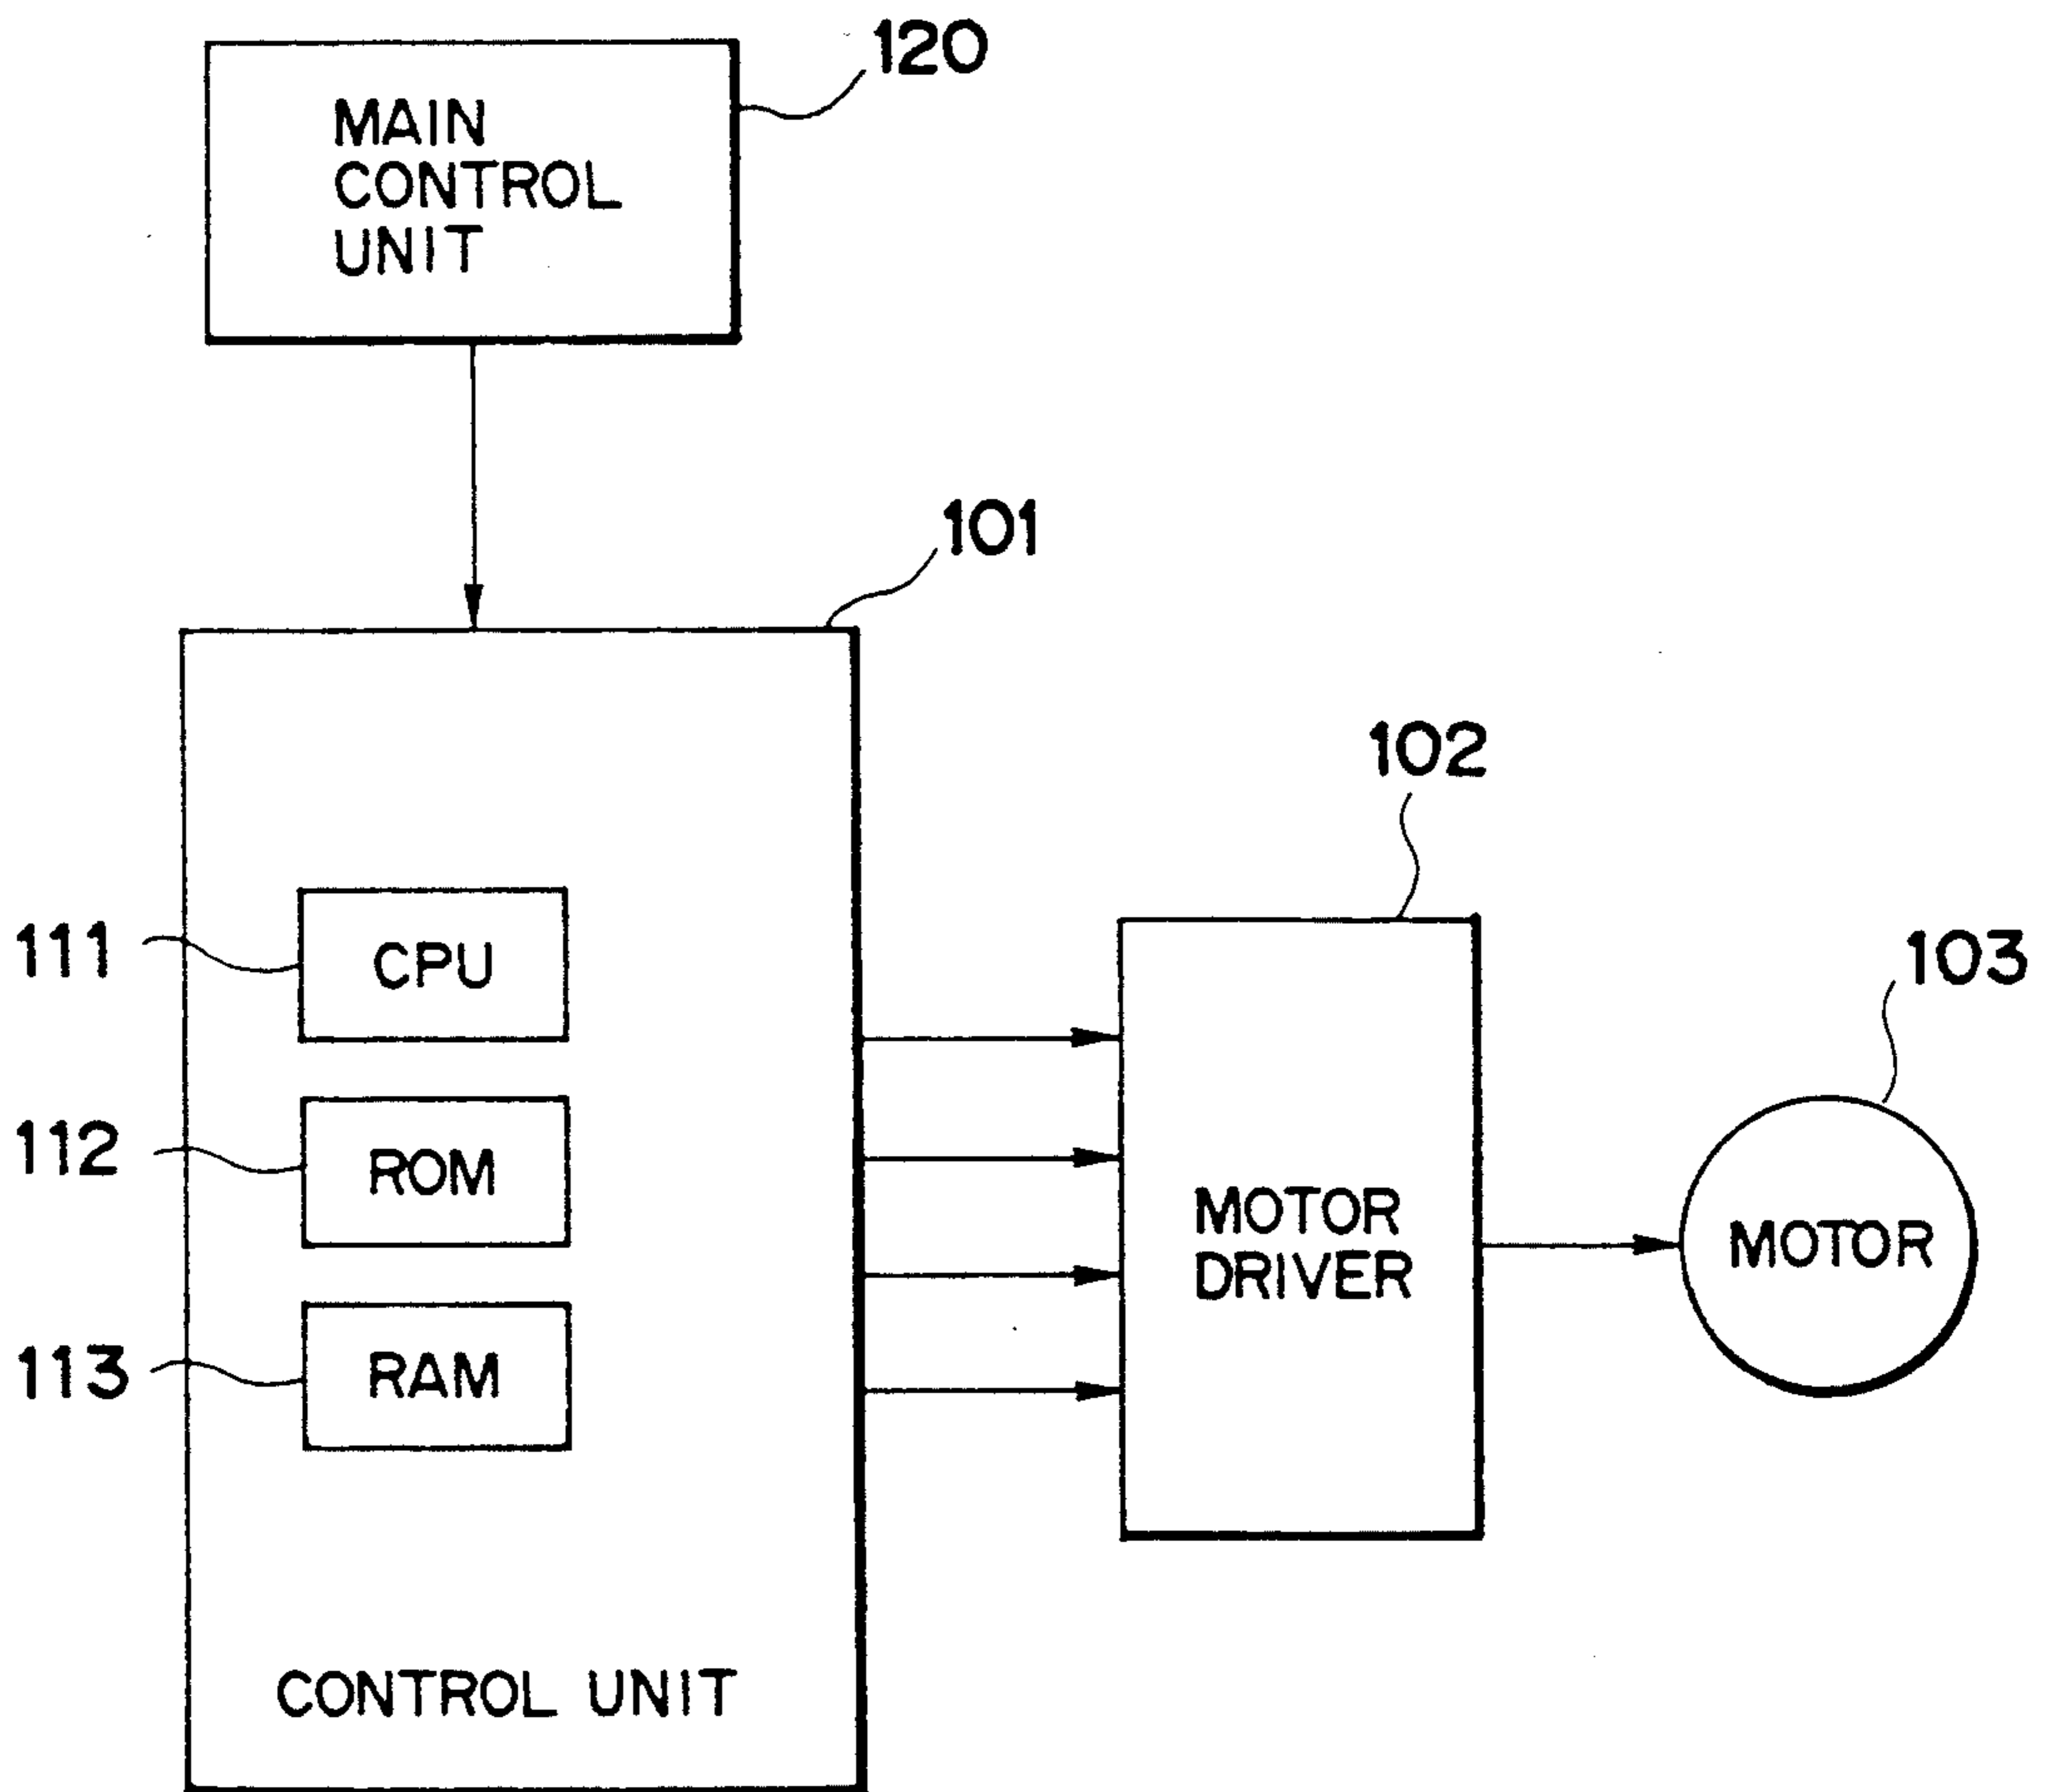 120
MAIN
CONTROL
UNIT
101
102
111
CPU
103
112
ROM
MOTOR
DRIVER
MOTOR
113
RAM
CONTROL UNIT